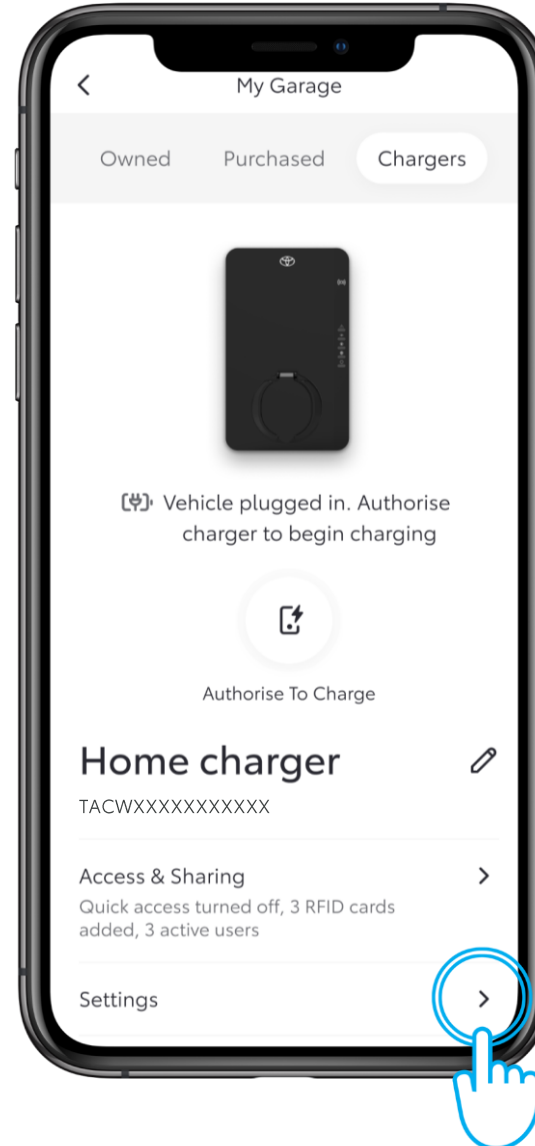 My Garage
Owned Purchased Chargers
Vehicle plugged in. Authorise
charger to begin charging
Authorise To Charge
Home charger
TACWXXXXXXXXXXX
Access & Sharing
Quick access turned off, 3 RFID cards
added, 3 active users
Settings